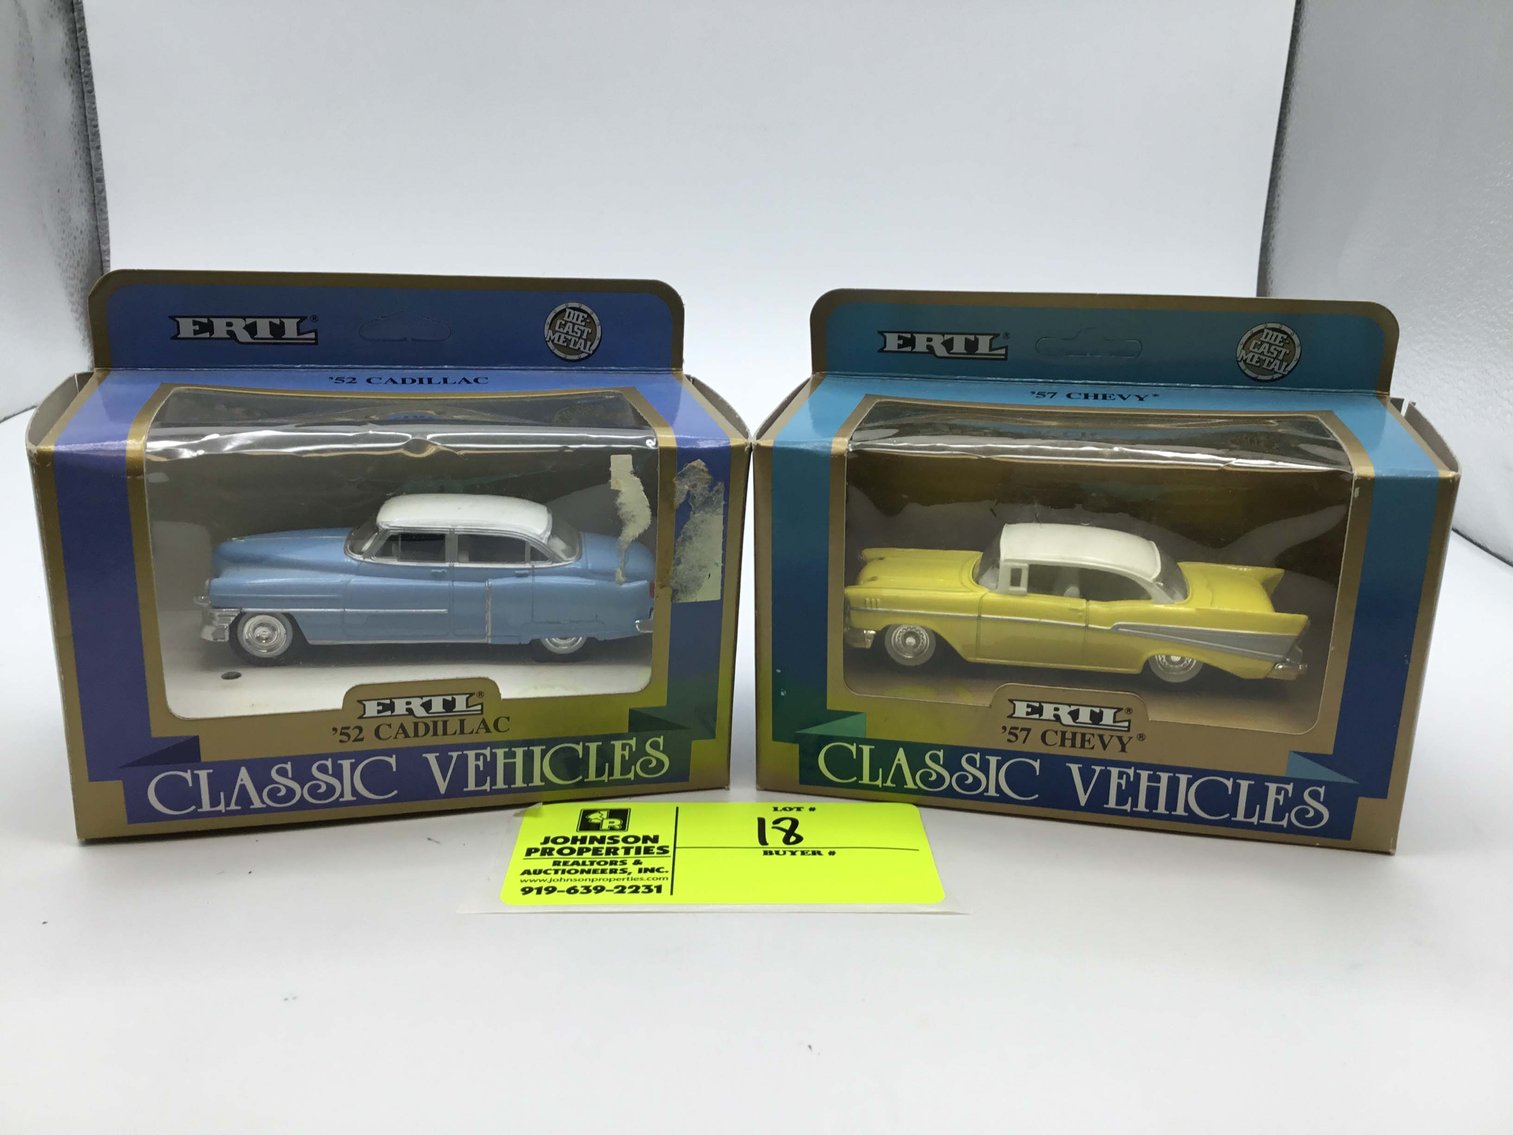 ERTL®
DIE-
CAST
METAL
'52 CADILLAC
ERTL®
'52 CADILLAC
CLASSIC VEHICLES
ERTL®
DIE-
CAST
METAL
'57 CHEVY*
ERTL®
'57 CHEVY®
CLASSIC VEHICLES
JOHNSON
PROPERTIES
REALTORS &
AUCTIONEERS, INC.
www.johnsonproperties.com
919-639-2231
LOT #
18
BUYER #